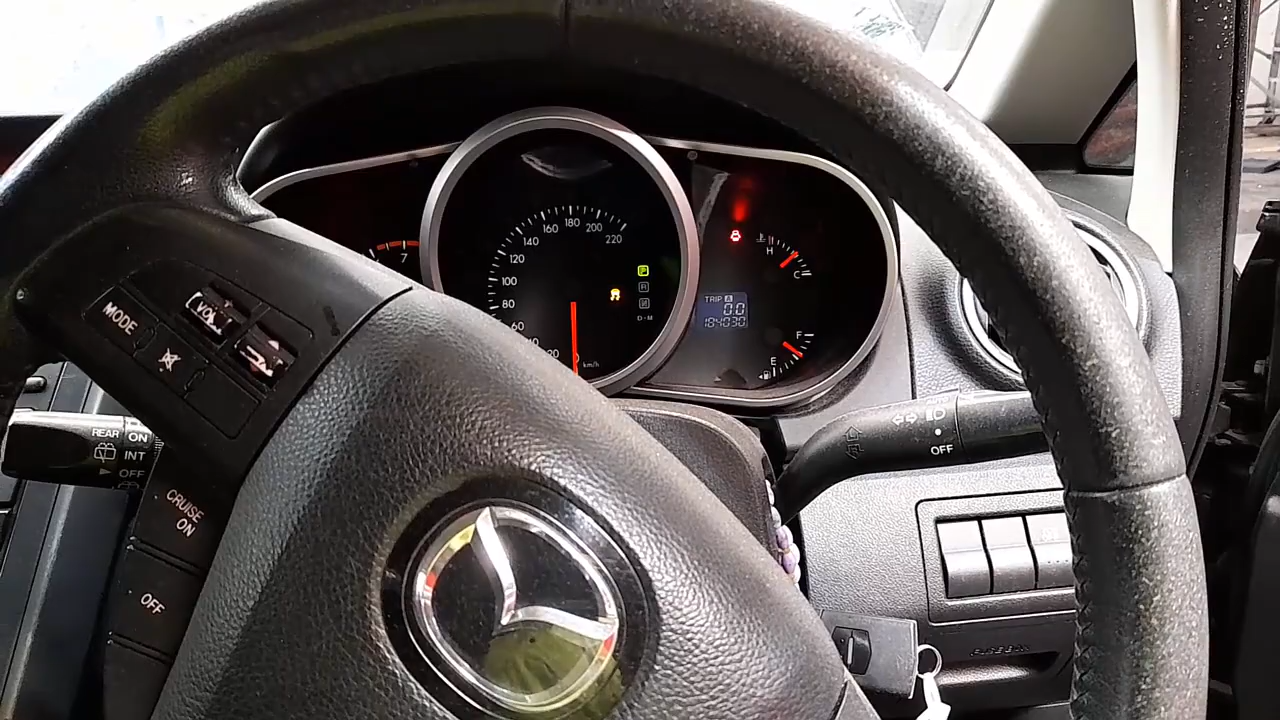 7
80
100
120
140
160
180
200
220
60
20
km/h
P
R
N
D-M
TRIP A
0.0
184030
H
C
F
E
MODE
VOL
REAR ON
INT
OFF
CRUISE
ON
OFF
OFF